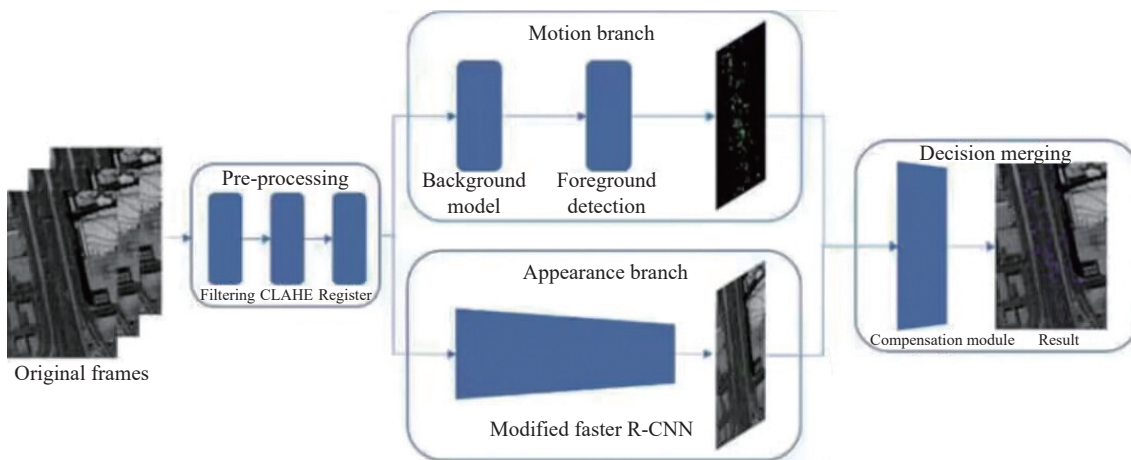 Motion branch
Background
model
Foreground
detection
Pre-processing
Filtering CLAHE Register
Original frames
Appearance branch
Modified faster R-CNN
Decision merging
Compensation module
Result